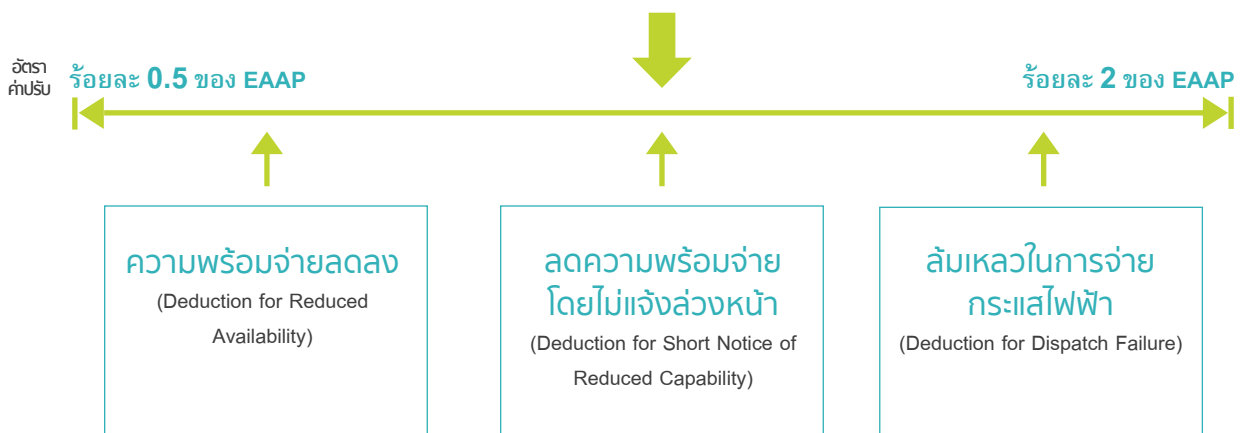 อัตรา
ค่าปรับ
ร้อยละ 0.5 ของ EAAP
ร้อยละ 2 ของ EAAP
ความพร้อมจ่ายลดลง
(Deduction for Reduced
Availability)
ลดความพร้อมจ่าย
โดยไม่แจ้งล่วงหน้า
(Deduction for Short Notice of
Reduced Capability)
ล้มเหลวในการจ่าย
กระแสไฟฟ้า
(Deduction for Dispatch Failure)